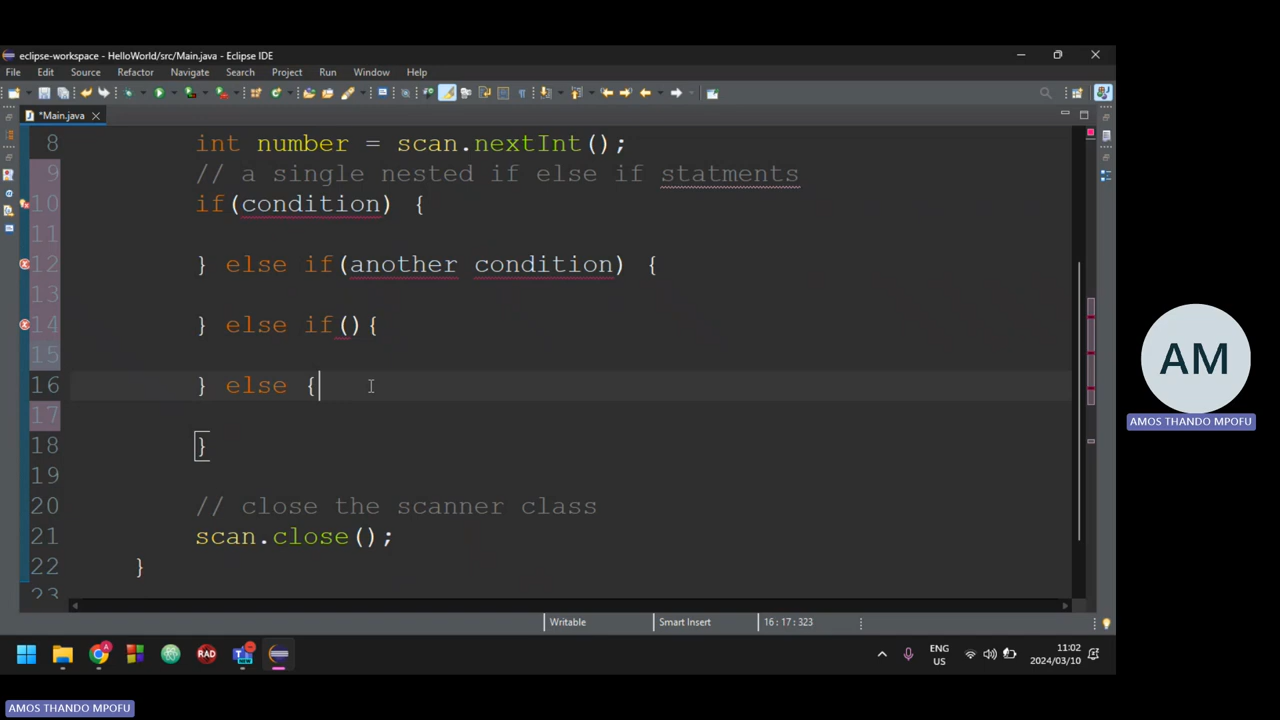 eclipse-workspace - HelloWorld/src/Main.java - Eclipse IDE
File Edit Source Refactor Navigate Search Project Run Window Help
*Main.java
8 int number = scan.nextInt();
9 // a single nested if else if statments
10 if(condition) {
11
12 } else if(another condition) {
13
14 } else if(){
15
16 } else {
17
18 }
19
20 // close the scanner class
21 scan.close();
22 }
23
AM
AMOS THANDO MPOFU
Writable Smart Insert 16 : 17 : 323
RAD
ENG
US
11:02
2024/03/10
AMOS THANDO MPOFU